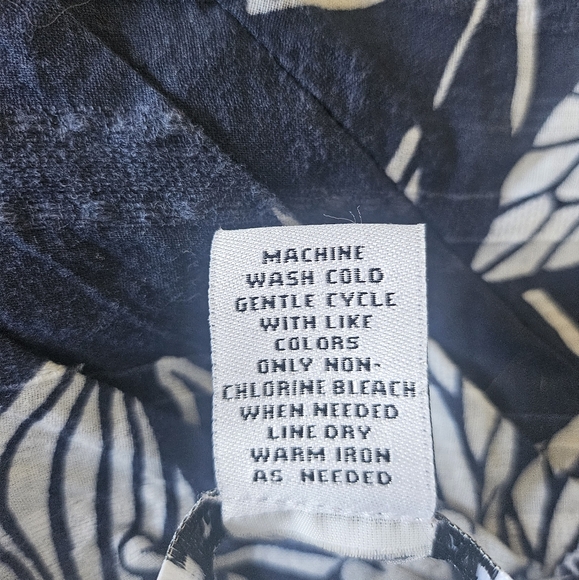 MACHINE
WASH COLD
GENTLE CYCLE
WITH LIKE
COLORS
ONLY NON-
CHLORINE BLEACH
WHEN NEEDED
LINE DRY
WARM IRON
AS NEEDED